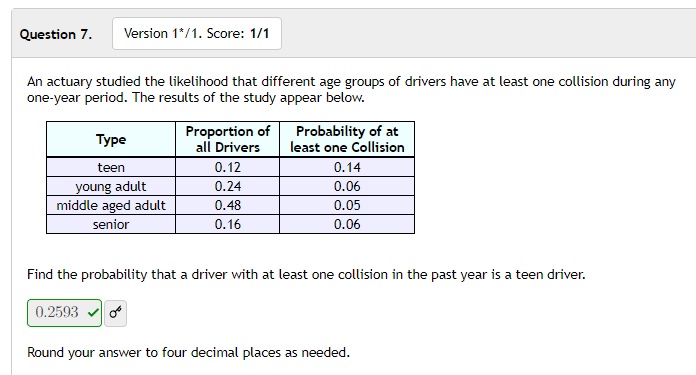 Question 7.
Version 1*/1. Score: 1/1
An actuary studied the likelihood that different age groups of drivers have at least one collision during any
one-year period. The results of the study appear below.
Type
Proportion of
all Drivers
Probability of at
least one Collision
teen 0.12 0.14
young adult 0.24 0.06
middle aged adult 0.48 0.05
senior 0.16 0.06
Find the probability that a driver with at least one collision in the past year is a teen driver.
0.2593
Round your answer to four decimal places as needed.